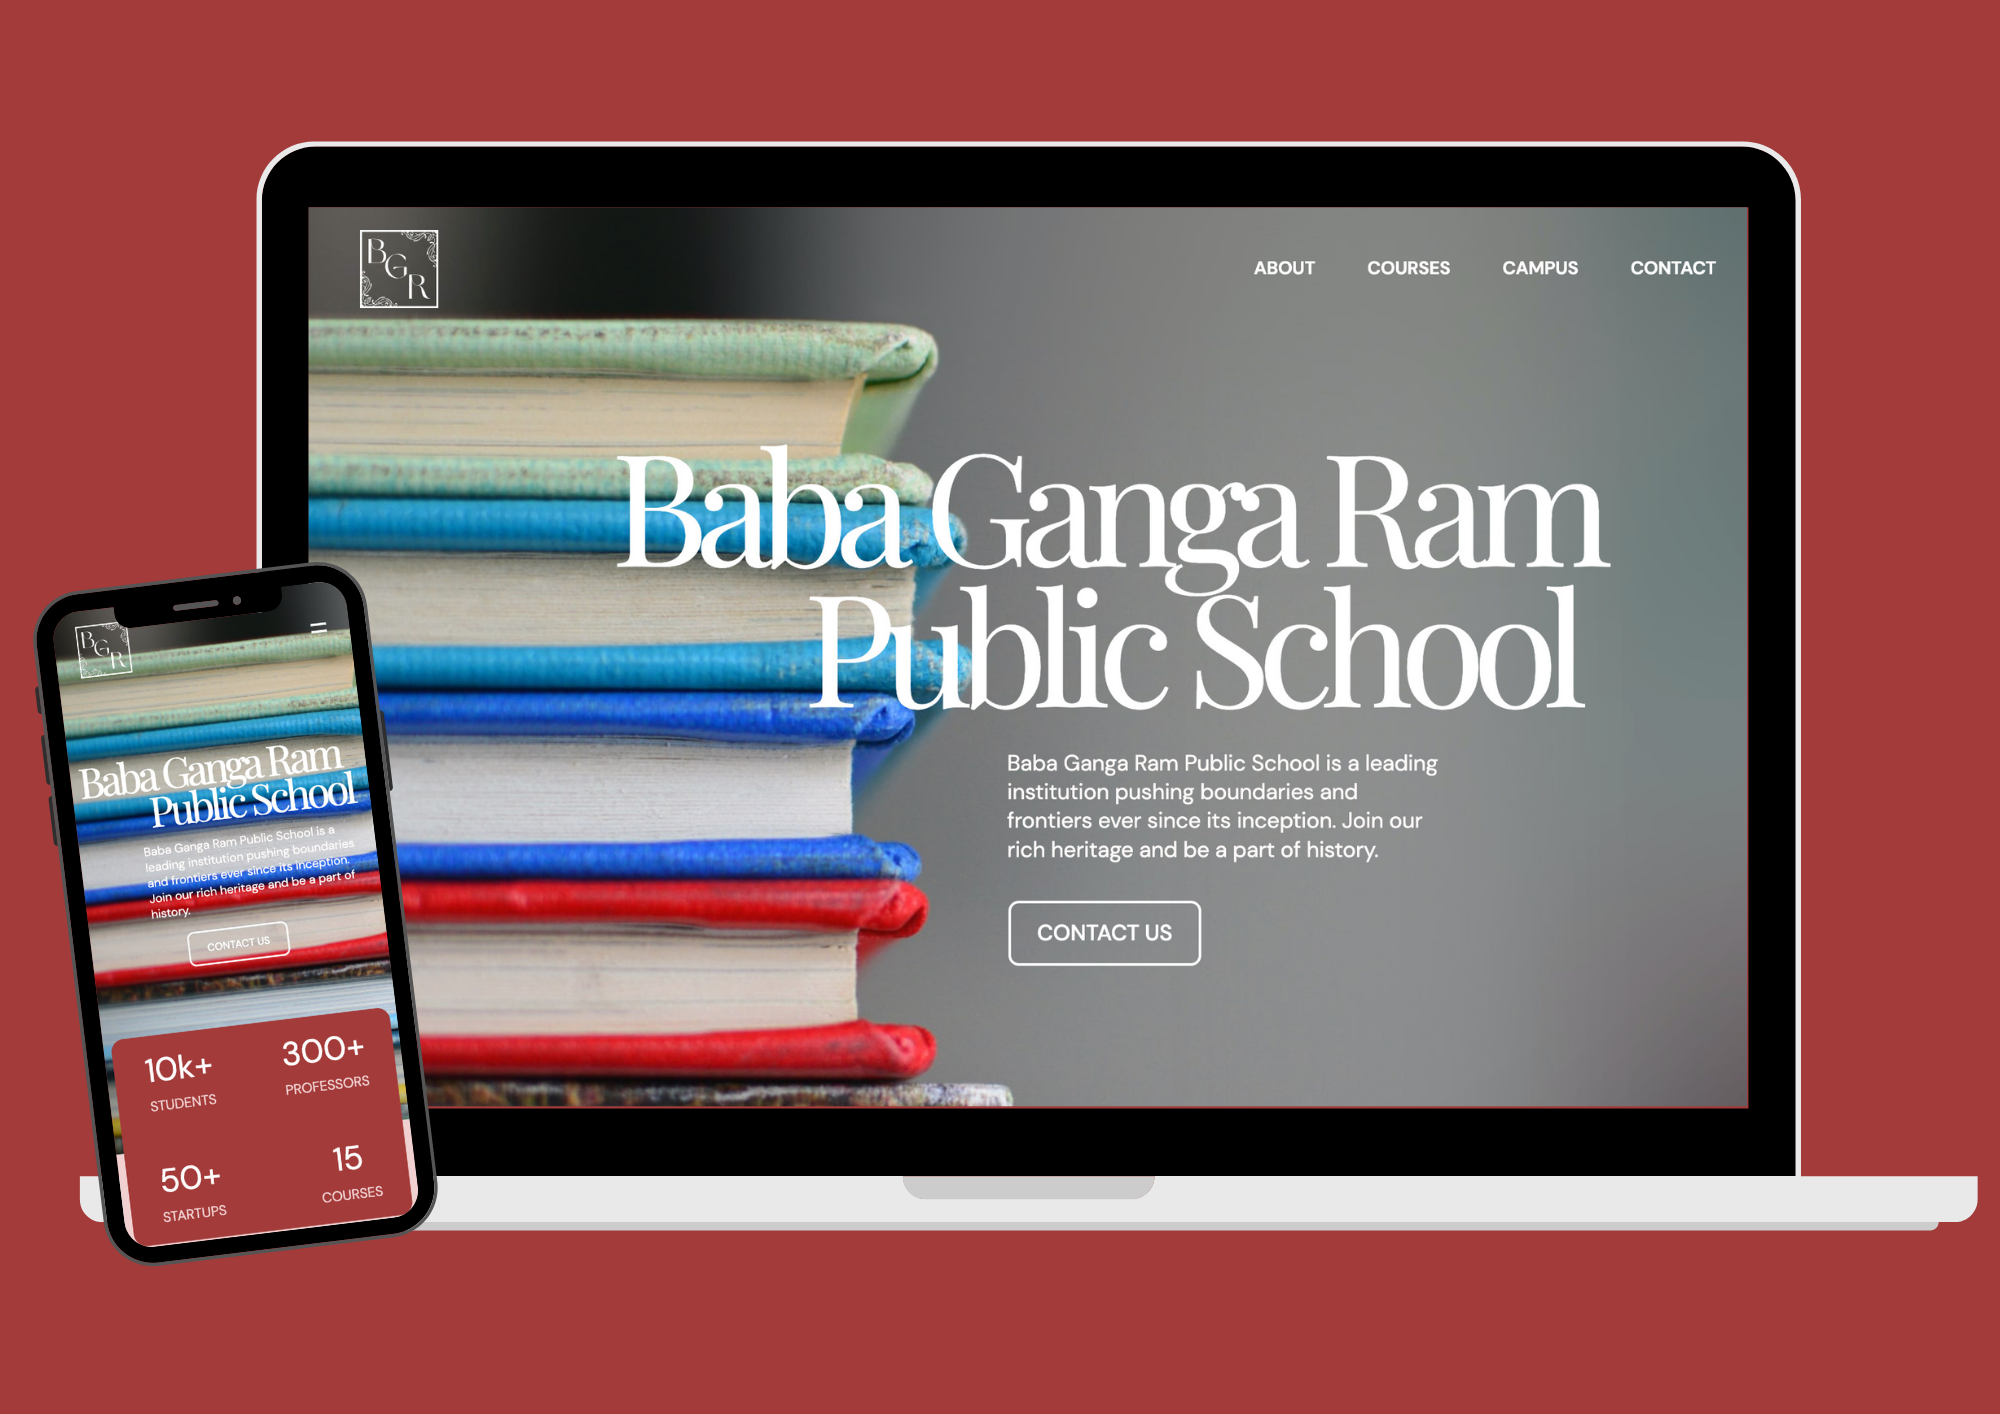 B
G
R
ABOUT COURSES CAMPUS CONTACT
Baba Ganga Ram
Public School
Baba Ganga Ram Public School is a leading
institution pushing boundaries and
frontiers ever since its inception. Join our
rich heritage and be a part of history.
CONTACT US
B
G
R
Baba Ganga Ram
Public School
Baba Ganga Ram Public School is a
leading institution pushing boundaries
and frontiers ever since its inception.
Join our rich heritage and be a part of
history.
CONTACT US
10k+ 300+
STUDENTS PROFESSORS
50+ 15
STARTUPS COURSES